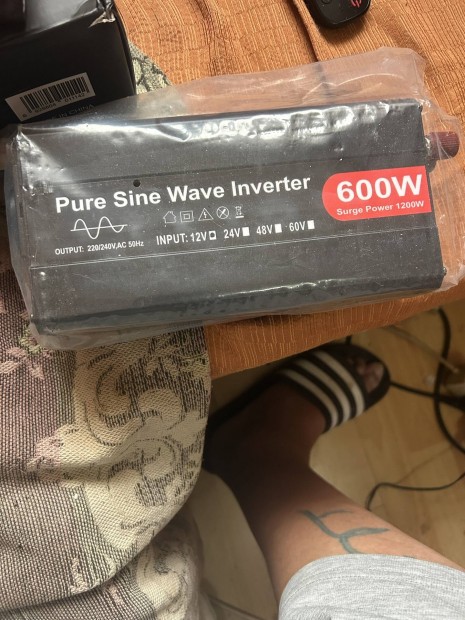 Pure Sine Wave Inverter
600W
Surge Power 1200W
OUTPUT: 220/240V,AC 50Hz
INPUT: 12V 24V 48V 60V